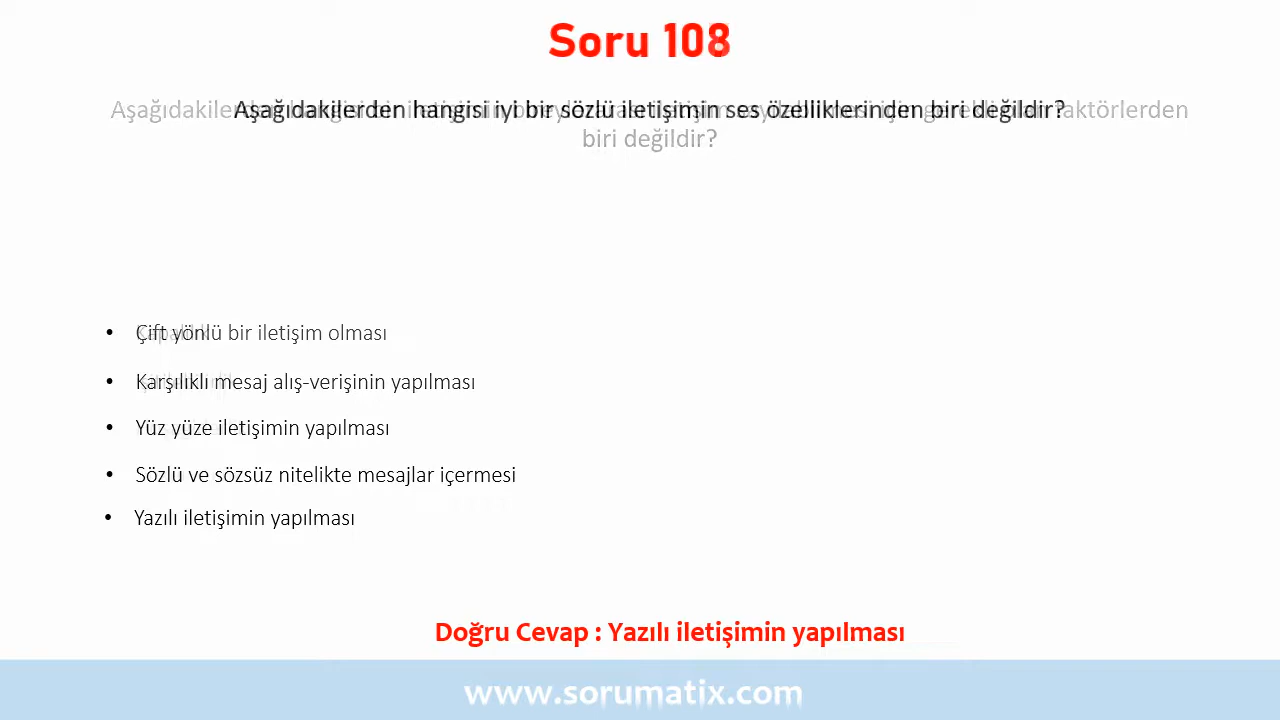 Soru 108
Aşağıdakilerden hangisi iyi bir sözlü iletişimin ses özelliklerinden biri değildir?
biri değildir?
• Çift yönlü bir iletişim olması
• Karşılıklı mesaj alış-verişinin yapılması
• Yüz yüze iletişimin yapılması
• Sözlü ve sözsüz nitelikte mesajlar içermesi
• Yazılı iletişimin yapılması
Doğru Cevap : Yazılı iletişimin yapılması
www.sorumatix.com